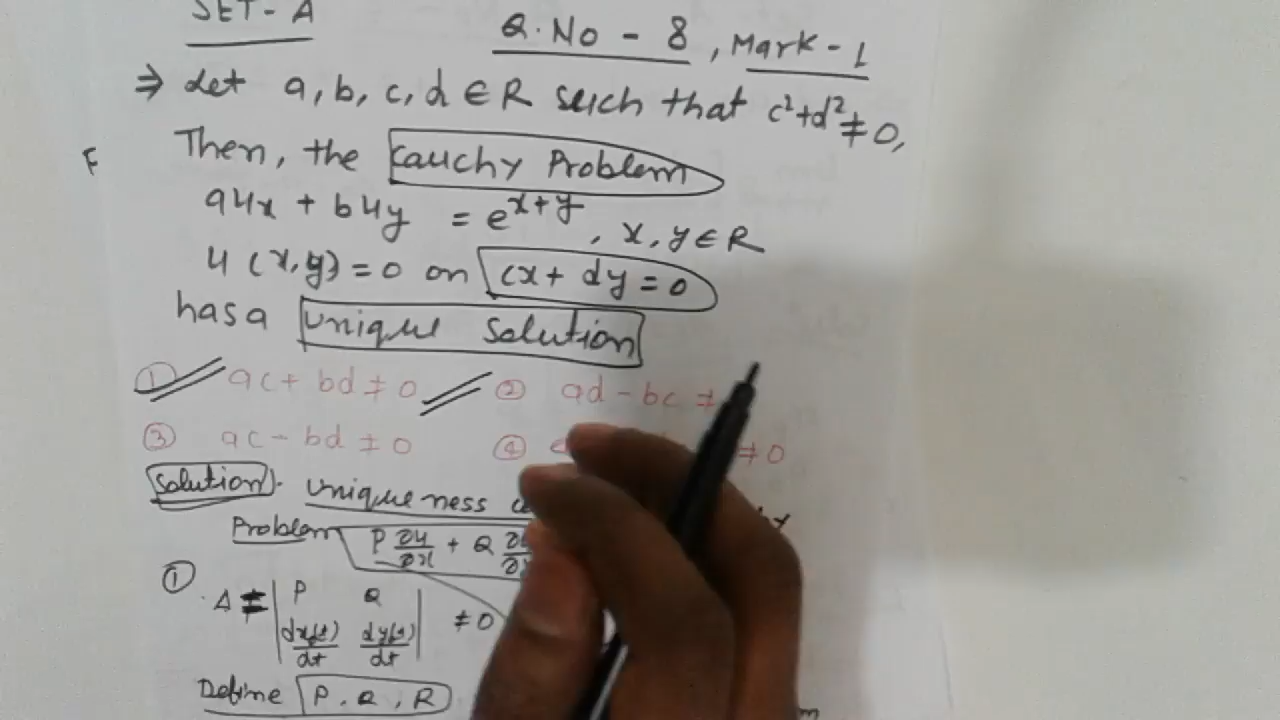 SET - A
Q. No - 8 , Mark - 1
⇒ Let a, b, c, d ∈ R such that c²+d² ≠ 0,
F
Then, the Cauchy Problem
aux + buy = e^x+y , x, y ∈ R
u (x,y) = 0 on cx + dy = 0
has a unique solution
① ac + bd ≠ 0 ② ad - bc ≠
③ ac - bd ≠ 0 ④ ≠ 0
Solution:- Uniqueness
Problem P ∂u/∂x + Q
① Δ = | P Q | ≠ 0
dx(t)/dt dy(t)/dt
Define P, Q, R